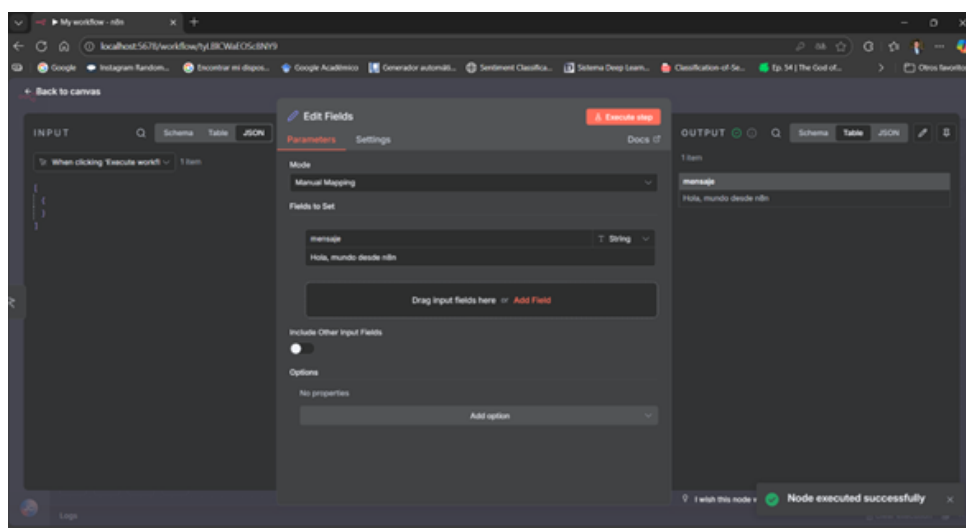 My workflow - n8n
localhost:5678/workflow/tyLBlCWaEOSc8NY9
Google
Instagram Random...
Encontrar mi dispos...
Google Académico
Generador automáti...
Sentiment Classifica...
Sistema Deep Learn...
Classification-of-Se...
Ep. 54 | The God of...
Otros favoritos
Back to canvas
INPUT
Schema Table JSON
When clicking 'Execute workfl
1 item
[
{
}
]
Edit Fields
Execute step
Parameters Settings Docs
Mode
Manual Mapping
Fields to Set
mensaje
String
Hola, mundo desde n8n
Drag input fields here or Add Field
Include Other Input Fields
Options
No properties
Add option
OUTPUT
Schema Table JSON
1 item
mensaje
Hola, mundo desde n8n
I wish this node
Node executed successfully
Logs